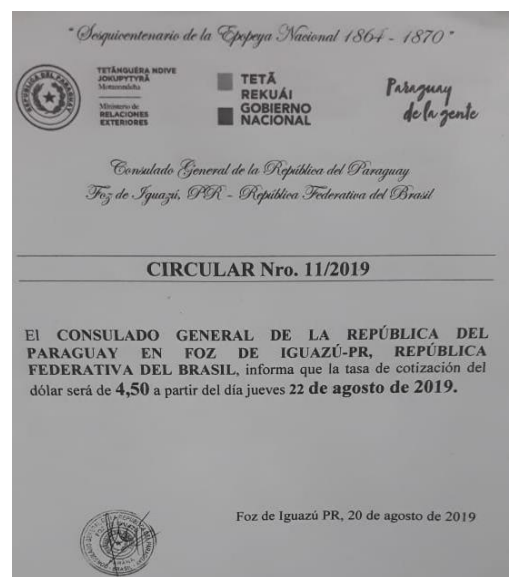 "Sesquicentenario de la Epopeya Nacional 1864 - 1870"
REPÚBLICA DEL PARAGUAY
TETÃNGUÉRA NDIVE
JOKUPYTYRÃ
Motenondeha
Ministerio de
RELACIONES
EXTERIORES
TETÃ
REKUÁI
GOBIERNO
NACIONAL
Paraguay
de la gente
Consulado General de la República del Paraguay
Foz de Iguazú, PR - República Federativa del Brasil
CIRCULAR Nro. 11/2019
El CONSULADO GENERAL DE LA REPÚBLICA DEL
PARAGUAY EN FOZ DE IGUAZÚ-PR, REPÚBLICA
FEDERATIVA DEL BRASIL, informa que la tasa de cotización del
dólar será de 4,50 a partir del día jueves 22 de agosto de 2019.
Foz de Iguazú PR, 20 de agosto de 2019